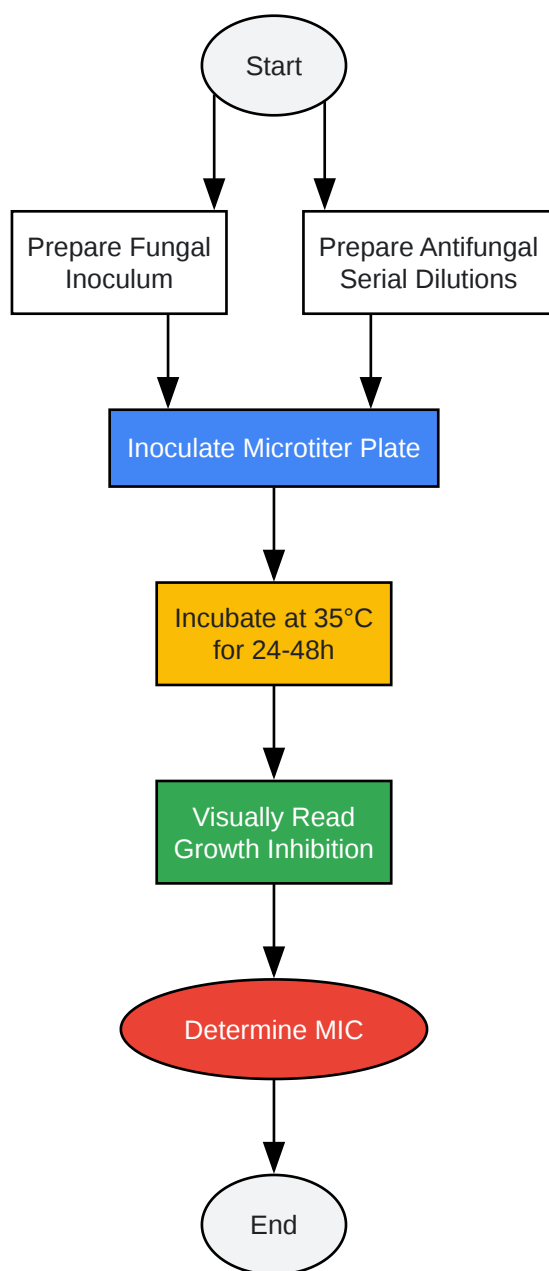 Start
Prepare Fungal
Inoculum
Prepare Antifungal
Serial Dilutions
Inoculate Microtiter Plate
Incubate at 35°C
for 24-48h
Visually Read
Growth Inhibition
Determine MIC
End